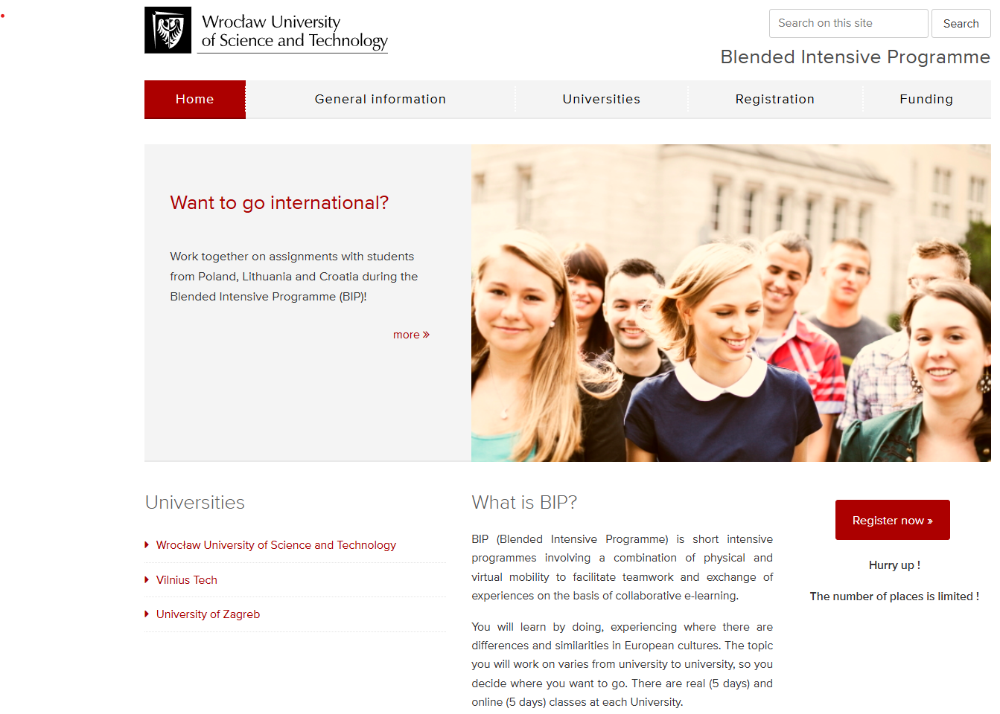 Wrocław University
of Science and Technology
Search on this site
Search
Blended Intensive Programme
Home
General information
Universities
Registration
Funding
Want to go international?
Work together on assignments with students
from Poland, Lithuania and Croatia during the
Blended Intensive Programme (BIP)!
more »
Universities
Wrocław University of Science and Technology
Vilnius Tech
University of Zagreb
What is BIP?
BIP (Blended Intensive Programme) is short intensive
programmes involving a combination of physical and
virtual mobility to facilitate teamwork and exchange of
experiences on the basis of collaborative e-learning.
You will learn by doing, experiencing where there are
differences and similarities in European cultures. The topic
you will work on varies from university to university, so you
decide where you want to go. There are real (5 days) and
online (5 days) classes at each University.
Register now »
Hurry up !
The number of places is limited !